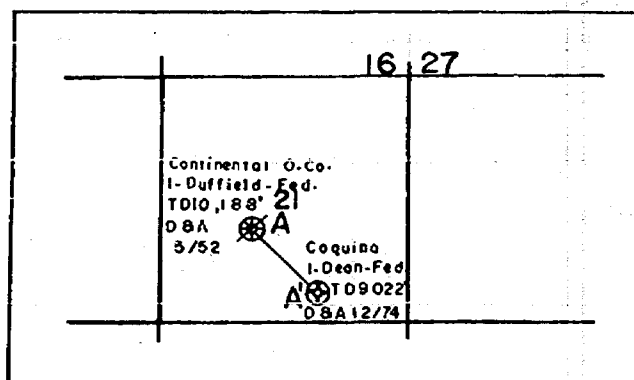 16 27
Continental O. Co.
1-Duffield-Fed.
TD10,188' 21
D&A A
5/52
Coquina
1-Dean-Fed
A' TD9022'
D&A 12/74